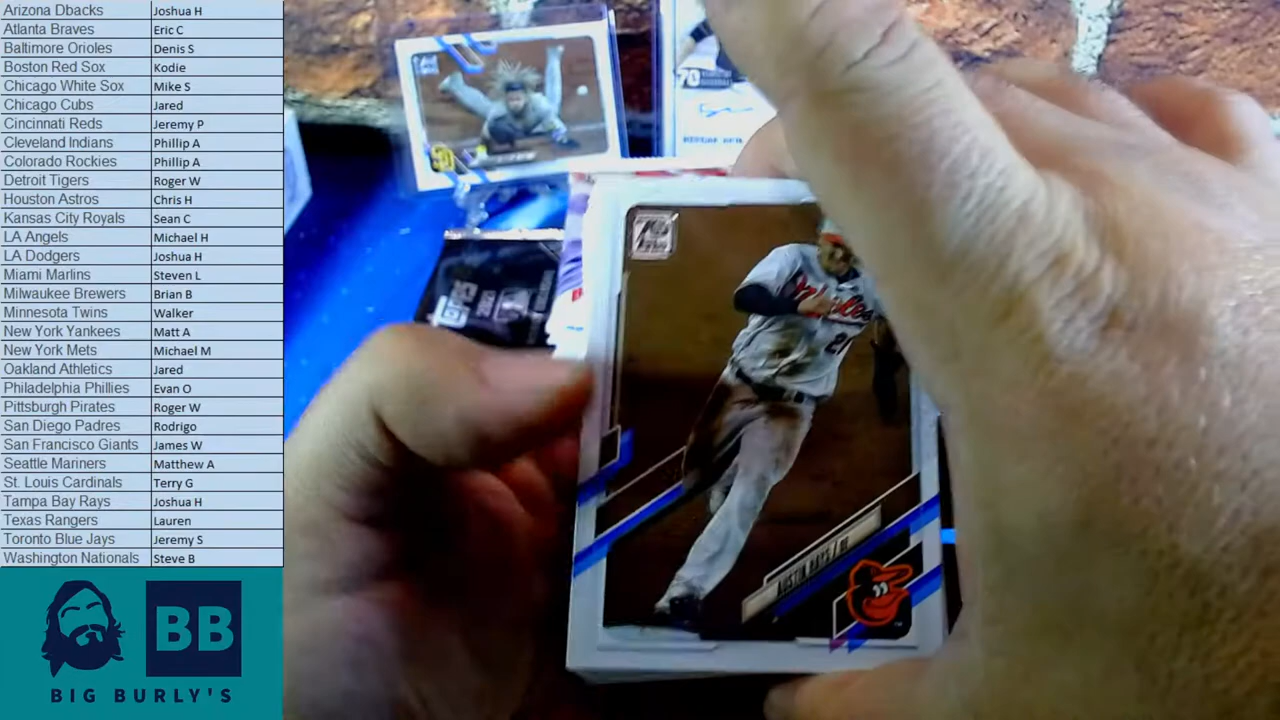 Arizona Dbacks Joshua H
Atlanta Braves Eric C
Baltimore Orioles Denis S
Boston Red Sox Kodie
Chicago White Sox Mike S
Chicago Cubs Jared
Cincinnati Reds Jeremy P
Cleveland Indians Phillip A
Colorado Rockies Phillip A
Detroit Tigers Roger W
Houston Astros Chris H
Kansas City Royals Sean C
LA Angels Michael H
LA Dodgers Joshua H
Miami Marlins Steven L
Milwaukee Brewers Brian B
Minnesota Twins Walker
New York Yankees Matt A
New York Mets Michael M
Oakland Athletics Jared
Philadelphia Phillies Evan O
Pittsburgh Pirates Roger W
San Diego Padres Rodrigo
San Francisco Giants James W
Seattle Mariners Matthew A
St. Louis Cardinals Terry G
Tampa Bay Rays Joshua H
Texas Rangers Lauren
Toronto Blue Jays Jeremy S
Washington Nationals Steve B
BB
BIG BURLY'S
70
AUSTIN HAYS / OF